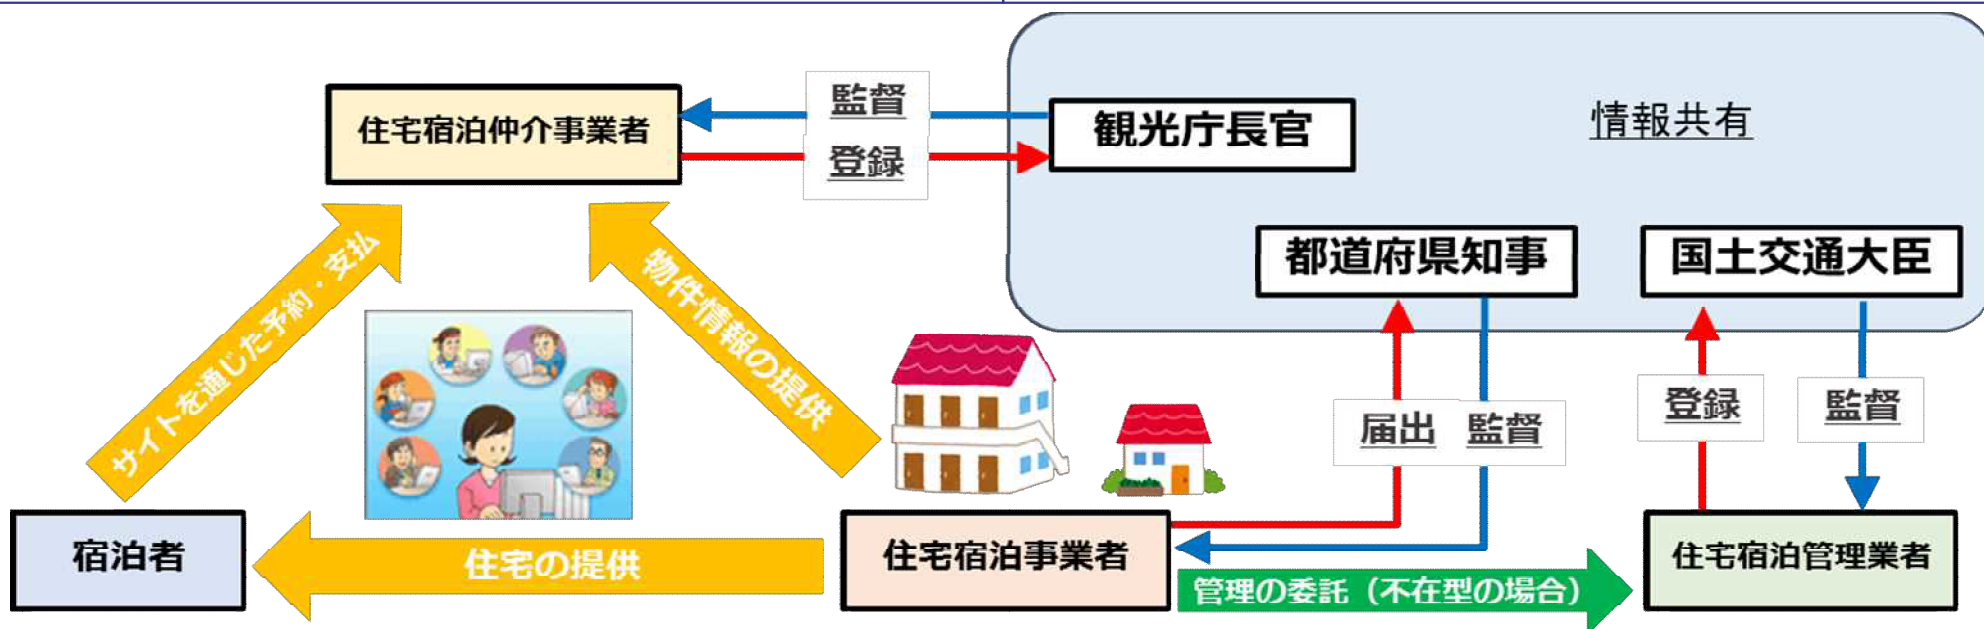 監督
住宅宿泊仲介事業者
観光庁長官
情報共有
登録
都道府県知事
国土交通大臣
サイトを通じた予約・支払
物件情報の提供
届出
監督
登録
監督
宿泊者
住宅の提供
住宅宿泊事業者
住宅宿泊管理業者
管理の委託（不在型の場合）